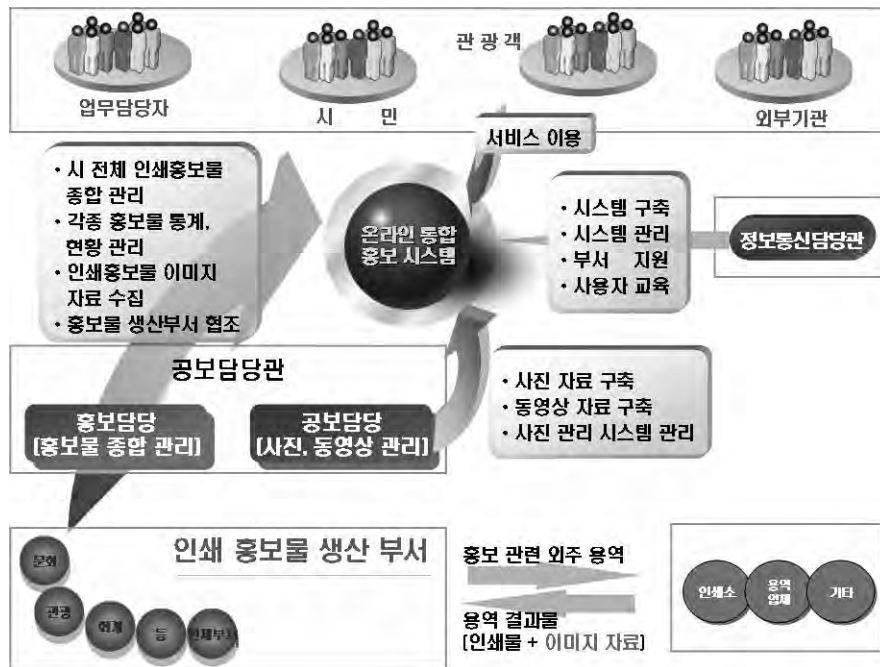 관 광 객
업무담당자
시 민
외부기관
서비스 이용
• 시 전체 인쇄홍보물
종합 관리
• 각종 홍보물 통계,
현황 관리
• 인쇄홍보물 이미지
자료 수집
• 홍보물 생산부서 협조
온라인 통합
홍보 시스템
• 시스템 구축
• 시스템 관리
• 부서 지원
• 사용자 교육
정보통신담당관
공보담당관
홍보담당
[홍보물 종합 관리]
공보담당
[사진, 동영상 관리]
• 사진 자료 구축
• 동영상 자료 구축
• 사진 관리 시스템 관리
인쇄 홍보물 생산 부서
문화
관광
회계
등
홍보 관련 외주 용역
용역 결과물
[인쇄물 + 이미지 자료]
인쇄소
용역
업체
기타